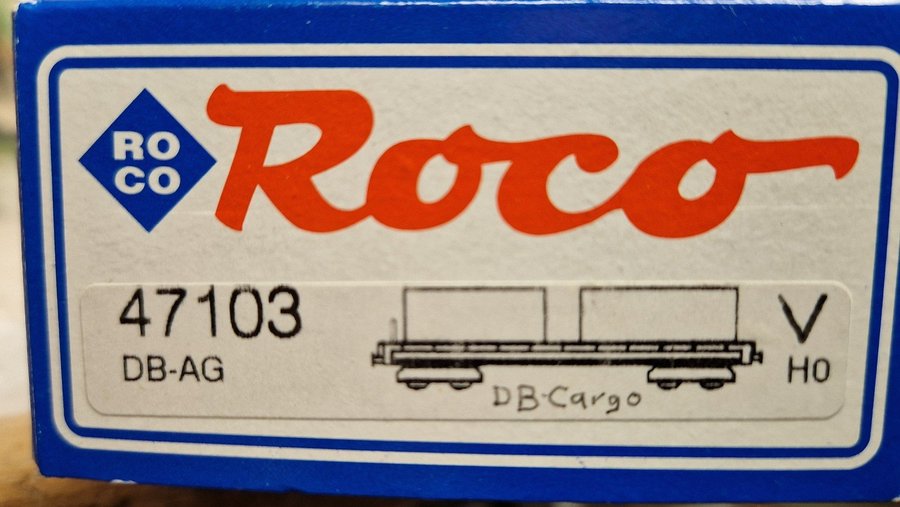 RO
CO
Roco
47103
DB-AG
DB-Cargo
V
H0